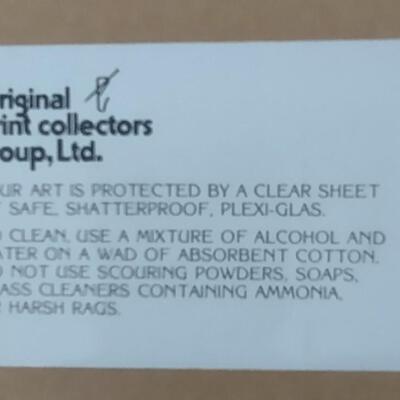 riginal
rint collectors
oup, Ltd.
UR ART IS PROTECTED BY A CLEAR SHEET
F SAFE, SHATTERPROOF, PLEXI-GLAS.
O CLEAN, USE A MIXTURE OF ALCOHOL AND
ATER ON A WAD OF ABSORBENT COTTON.
O NOT USE SCOURING POWDERS, SOAPS,
ASS CLEANERS CONTAINING AMMONIA,
R HARSH RAGS.